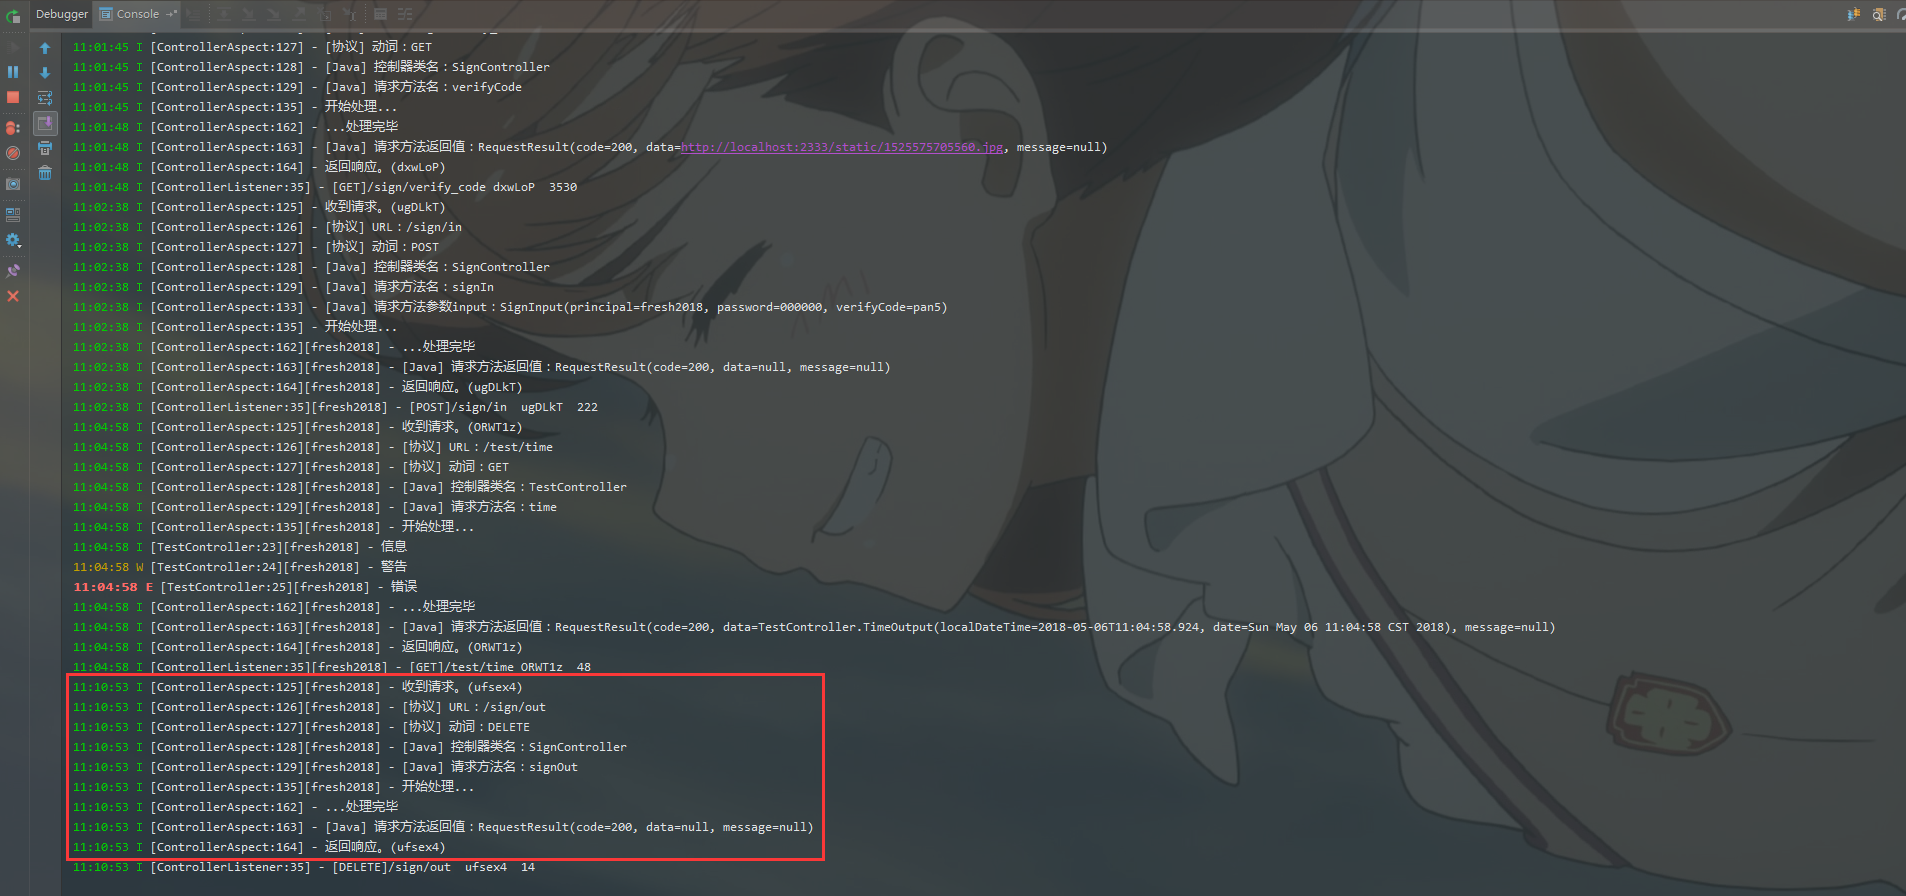 Debugger Console
11:01:45 I [ControllerAspect:127] - [协议] 动词：GET
11:01:45 I [ControllerAspect:128] - [Java] 控制器类名：SignController
11:01:45 I [ControllerAspect:129] - [Java] 请求方法名：verifyCode
11:01:45 I [ControllerAspect:135] - 开始处理...
11:01:48 I [ControllerAspect:162] - ...处理完毕
11:01:48 I [ControllerAspect:163] - [Java] 请求方法返回值：RequestResult(code=200, data=http://localhost:2333/static/1525575705560.jpg, message=null)
11:01:48 I [ControllerAspect:164] - 返回响应。(dxwLoP)
11:01:48 I [ControllerListener:35] - [GET]/sign/verify_code dxwLoP  3530
11:02:38 I [ControllerAspect:125] - 收到请求。(ugDLkT)
11:02:38 I [ControllerAspect:126] - [协议] URL：/sign/in
11:02:38 I [ControllerAspect:127] - [协议] 动词：POST
11:02:38 I [ControllerAspect:128] - [Java] 控制器类名：SignController
11:02:38 I [ControllerAspect:129] - [Java] 请求方法名：signIn
11:02:38 I [ControllerAspect:133] - [Java] 请求方法参数input：SignInput(principal=fresh2018, password=000000, verifyCode=pan5)
11:02:38 I [ControllerAspect:135] - 开始处理...
11:02:38 I [ControllerAspect:162][fresh2018] - ...处理完毕
11:02:38 I [ControllerAspect:163][fresh2018] - [Java] 请求方法返回值：RequestResult(code=200, data=null, message=null)
11:02:38 I [ControllerAspect:164][fresh2018] - 返回响应。(ugDLkT)
11:02:38 I [ControllerListener:35][fresh2018] - [POST]/sign/in  ugDLkT  222
11:04:58 I [ControllerAspect:125][fresh2018] - 收到请求。(ORWT1z)
11:04:58 I [ControllerAspect:126][fresh2018] - [协议] URL：/test/time
11:04:58 I [ControllerAspect:127][fresh2018] - [协议] 动词：GET
11:04:58 I [ControllerAspect:128][fresh2018] - [Java] 控制器类名：TestController
11:04:58 I [ControllerAspect:129][fresh2018] - [Java] 请求方法名：time
11:04:58 I [ControllerAspect:135][fresh2018] - 开始处理...
11:04:58 I [TestController:23][fresh2018] - 信息
11:04:58 W [TestController:24][fresh2018] - 警告
11:04:58 E [TestController:25][fresh2018] - 错误
11:04:58 I [ControllerAspect:162][fresh2018] - ...处理完毕
11:04:58 I [ControllerAspect:163][fresh2018] - [Java] 请求方法返回值：RequestResult(code=200, data=TestController.TimeOutput(localDateTime=2018-05-06T11:04:58.924, date=Sun May 06 11:04:58 CST 2018), message=null)
11:04:58 I [ControllerAspect:164][fresh2018] - 返回响应。(ORWT1z)
11:04:58 I [ControllerListener:35][fresh2018] - [GET]/test/time ORWT1z  48
11:10:53 I [ControllerAspect:125][fresh2018] - 收到请求。(ufsex4)
11:10:53 I [ControllerAspect:126][fresh2018] - [协议] URL：/sign/out
11:10:53 I [ControllerAspect:127][fresh2018] - [协议] 动词：DELETE
11:10:53 I [ControllerAspect:128][fresh2018] - [Java] 控制器类名：SignController
11:10:53 I [ControllerAspect:129][fresh2018] - [Java] 请求方法名：signOut
11:10:53 I [ControllerAspect:135][fresh2018] - 开始处理...
11:10:53 I [ControllerAspect:162] - ...处理完毕
11:10:53 I [ControllerAspect:163] - [Java] 请求方法返回值：RequestResult(code=200, data=null, message=null)
11:10:53 I [ControllerAspect:164] - 返回响应。(ufsex4)
11:10:53 I [ControllerListener:35] - [DELETE]/sign/out  ufsex4  14